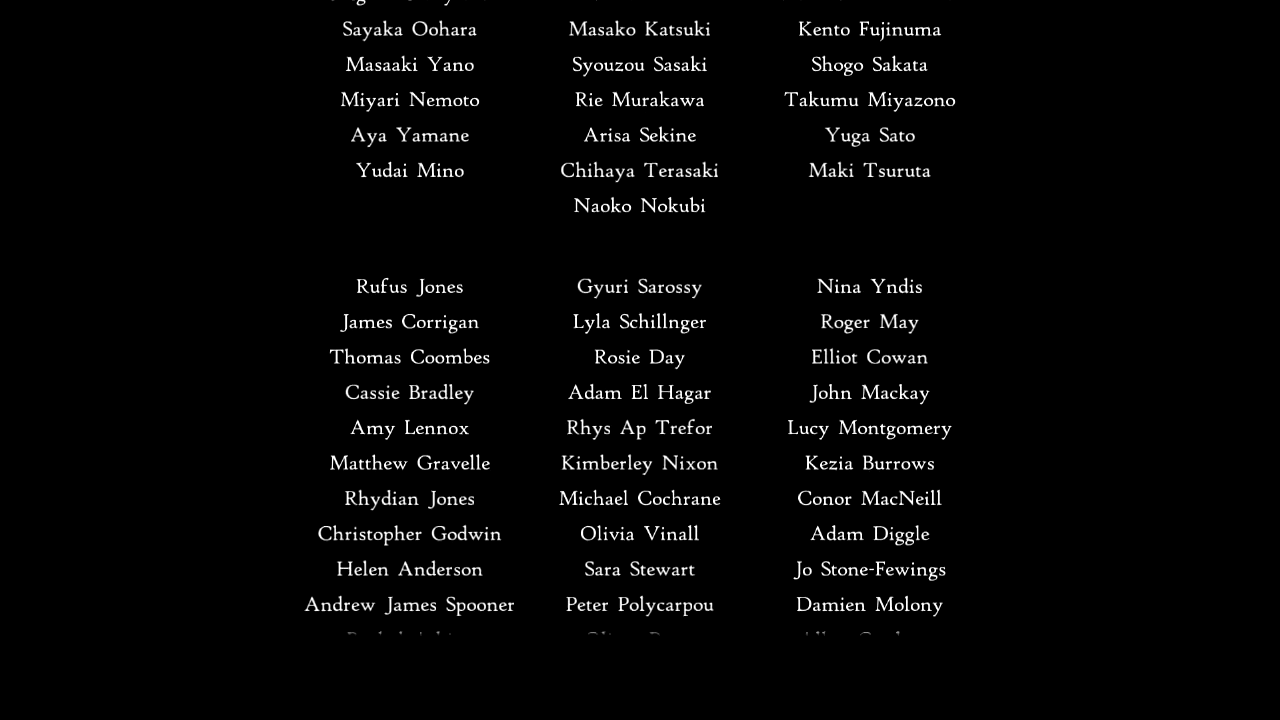 Sayaka Oohara Masako Katsuki Kento Fujinuma
Masaaki Yano Syouzou Sasaki Shogo Sakata
Miyari Nemoto Rie Murakawa Takumu Miyazono
Aya Yamane Arisa Sekine Yuga Sato
Yudai Mino Chihaya Terasaki Maki Tsuruta
Naoko Nokubi
Rufus Jones Gyuri Sarossy Nina Yndis
James Corrigan Lyla Schillnger Roger May
Thomas Coombes Rosie Day Elliot Cowan
Cassie Bradley Adam El Hagar John Mackay
Amy Lennox Rhys Ap Trefor Lucy Montgomery
Matthew Gravelle Kimberley Nixon Kezia Burrows
Rhydian Jones Michael Cochrane Conor MacNeill
Christopher Godwin Olivia Vinall Adam Diggle
Helen Anderson Sara Stewart Jo Stone-Fewings
Andrew James Spooner Peter Polycarpou Damien Molony